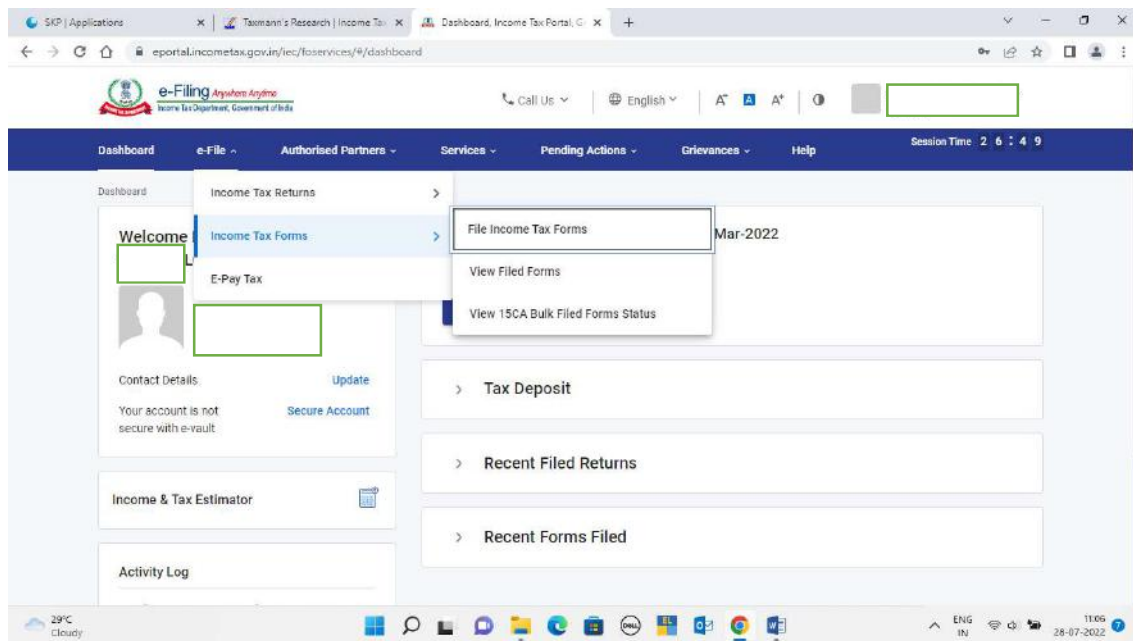 SKP | Applications
Taxmann's Research | Income Tax
Dashboard, Income Tax Portal, G
eportal.incometax.gov.in/iec/foservices/#/dashboard
e-Filing Anywhere Anytime
Income Tax Department, Government of India
Call Us
English
A- A A+
Dashboard e-File Authorised Partners Services Pending Actions Grievances Help
Session Time 2 6 : 4 9
Dashboard
Income Tax Returns
Income Tax Forms
E-Pay Tax
File Income Tax Forms
View Filed Forms
View 15CA Bulk Filed Forms Status
Welcome
L
Mar-2022
Contact Details Update
Your account is not
secure with e-vault
Secure Account
Tax Deposit
Recent Filed Returns
Income & Tax Estimator
Recent Forms Filed
Activity Log
29°C
Cloudy
DELL
ENG
IN
11:06
28-07-2022
7